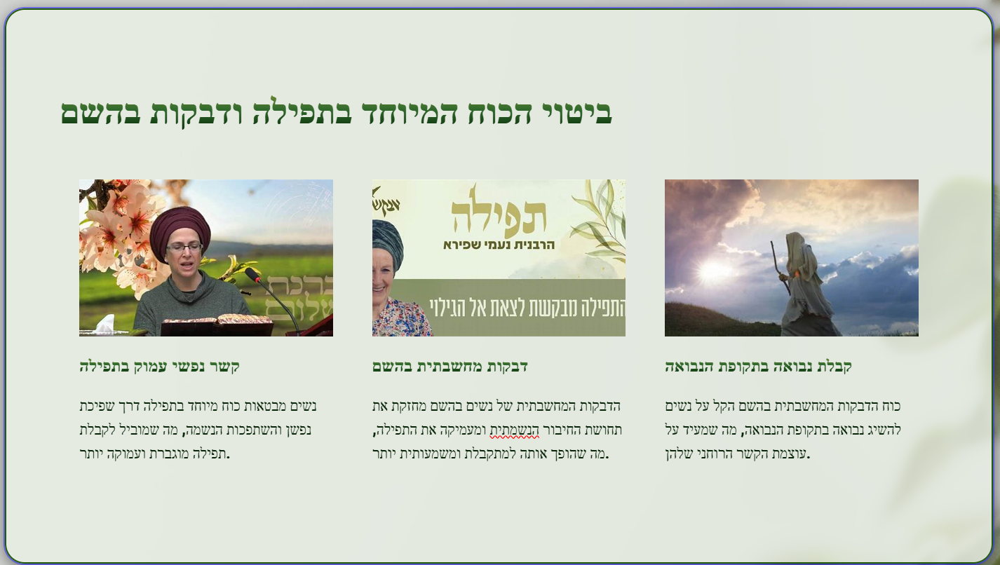 ביטוי הכוח המיוחד בתפילה ודבקות בהשם
תפילה
הרבנית נעמי שפירא
התפילה מבקשת לצאת אל הגילוי
ברכת
שלום
קבלת נבואה בתקופת הנבואה
כוח הדבקות המחשבתית בהשם הקל על נשים
להשיג נבואה בתקופת הנבואה, מה שמעיד על
עוצמת הקשר הרוחני שלהן.
דבקות מחשבתית בהשם
הדבקות המחשבתית של נשים בהשם מחזקת את
תחושת החיבור הנשמתית ומעמיקה את התפילה,
מה שהופך אותה למתקבלת ומשמעותית יותר.
קשר נפשי עמוק בתפילה
נשים מבטאות כוח מיוחד בתפילה דרך שפיכת
נפשן והשתפכות הנשמה, מה שמוביל לקבלת
תפילה מוגברת ועמוקה יותר.